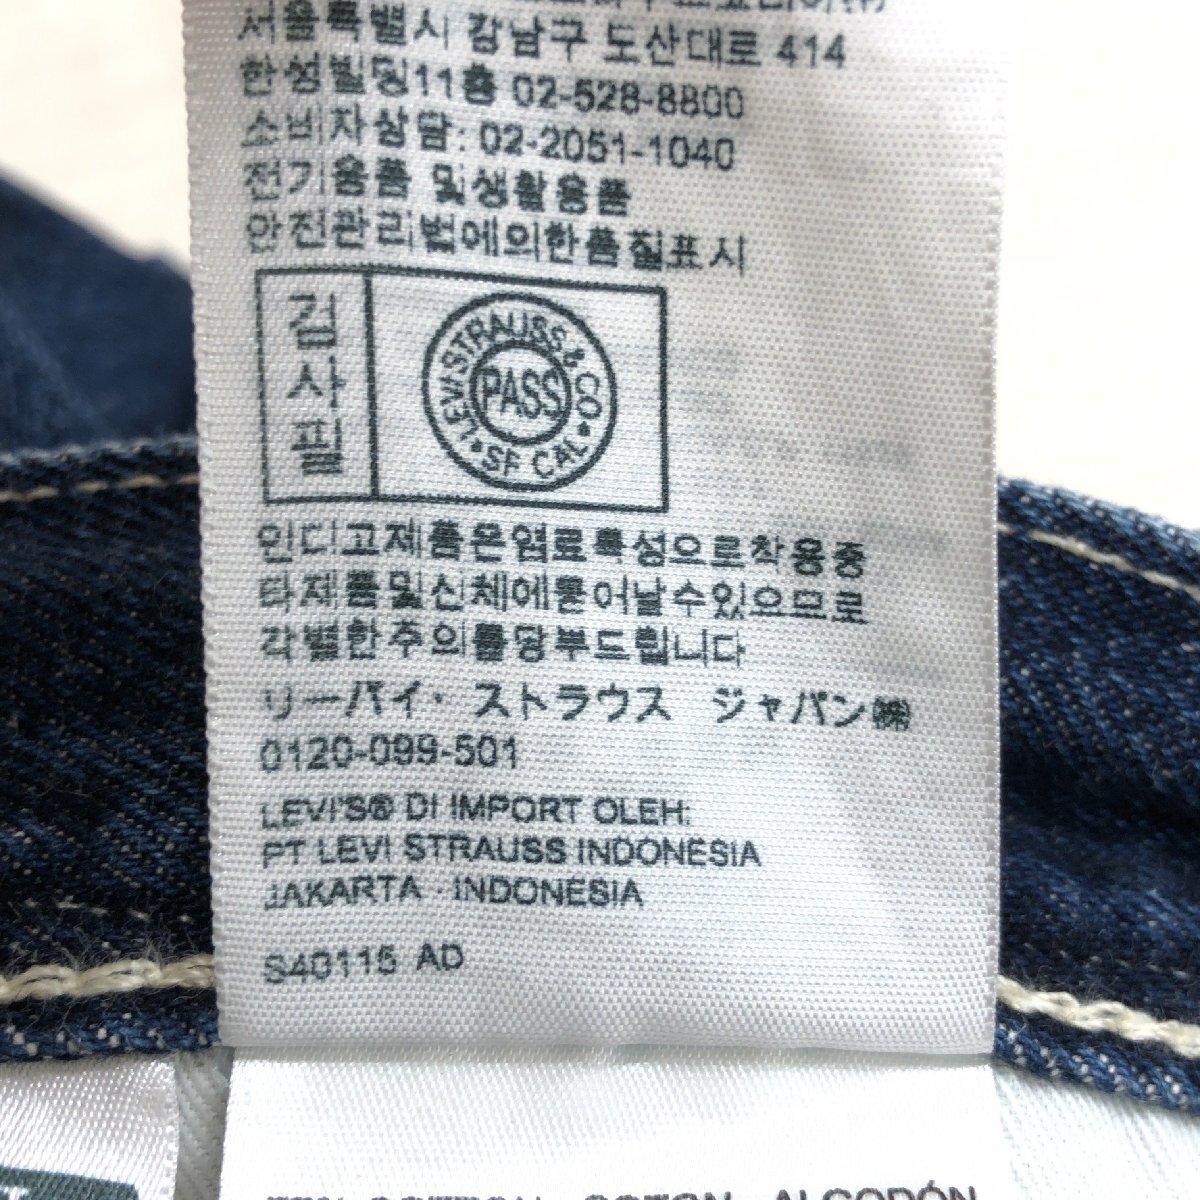 서울특별시 강남구 도산대로 414
한성빌딩11층 02-528-8800
소비자상담: 02-2051-1040
전기용품 및생활용품
안전관리법에의한품질표시
검사필
LEVI STRAUSS & CO
PASS
SF CAL
인디고제품은염료특성으로착용중
타제품및신체에묻어날수있으므로
각별한주의를당부드립니다
リーバイ・ストラウス ジャパン㈱
0120-099-501
LEVI'S® DI IMPORT OLEH:
PT LEVI STRAUSS INDONESIA
JAKARTA · INDONESIA
S40115 AD
COTTON COTON ALGODÓN